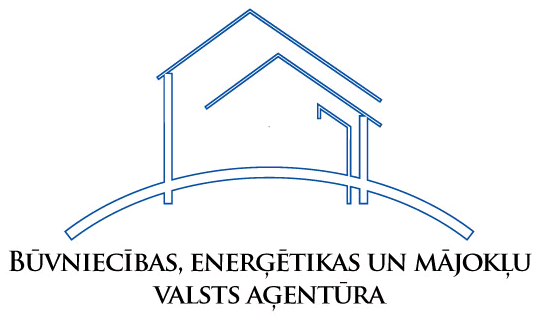 BŪVNIECĪBAS, ENERĢĒTIKAS UN MĀJOKĻU
VALSTS AĢENTŪRA